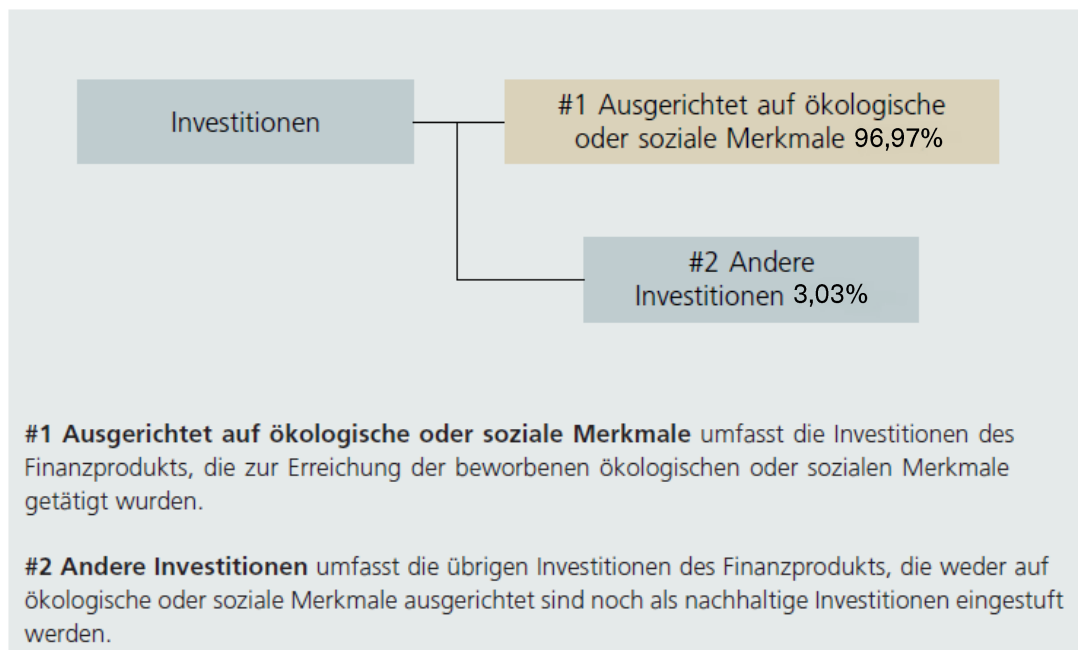 Investitionen
#1 Ausgerichtet auf ökologische
oder soziale Merkmale 96,97%
#2 Andere
Investitionen 3,03%
#1 Ausgerichtet auf ökologische oder soziale Merkmale umfasst die Investitionen des
Finanzprodukts, die zur Erreichung der beworbenen ökologischen oder sozialen Merkmale
getätigt wurden.
#2 Andere Investitionen umfasst die übrigen Investitionen des Finanzprodukts, die weder auf
ökologische oder soziale Merkmale ausgerichtet sind noch als nachhaltige Investitionen eingestuft
werden.